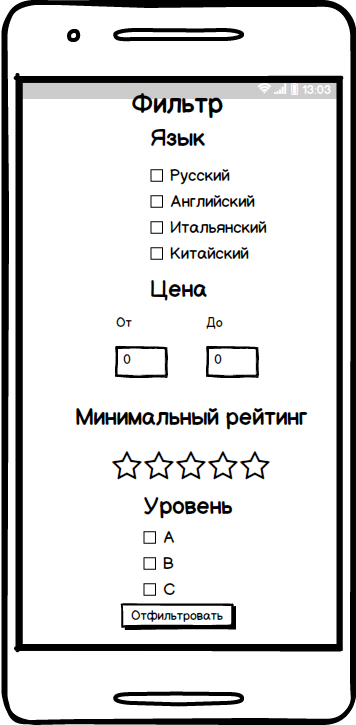 13:03
Фильтр
Язык
Русский
Английский
Итальянский
Китайский
Цена
От До
0 0
Минимальный рейтинг
Уровень
A
B
C
Отфильтровать